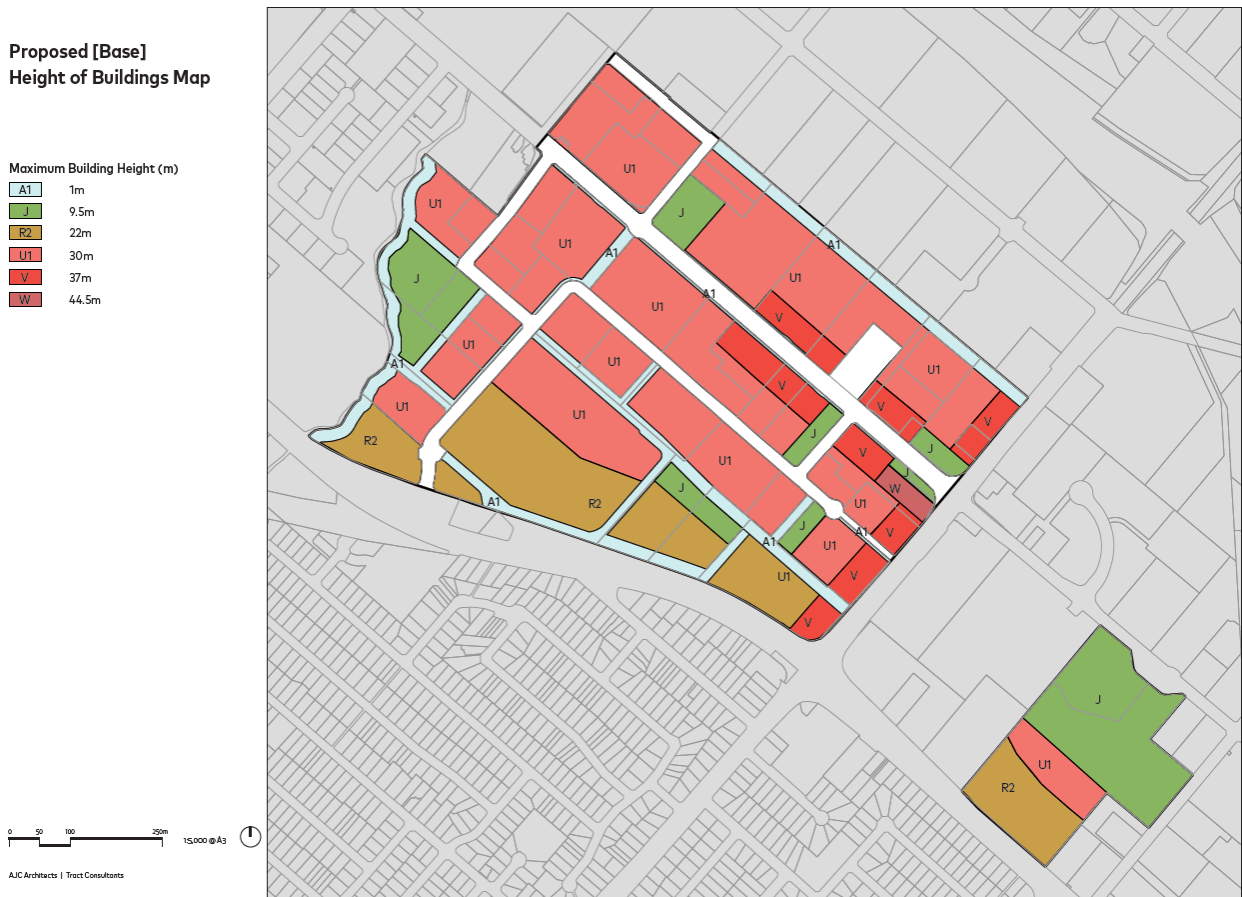 Proposed [Base]
Height of Buildings Map
Maximum Building Height (m)
A1 1m
J 9.5m
R2 22m
U1 30m
V 37m
W 44.5m
U1
U1
J
U1
U1
A1
A1
J
U1
A1
U1
V
U1
A1
U1
V
U1
V
U1
U1
V
R2
J
J
V
U1
J
W
J
R2
A1
U1
J
A1
V
A1
U1
V
U1
V
J
U1
R2
0 50 100 250m
1:5,000 @ A3
AJC Architects | Tract Consultants